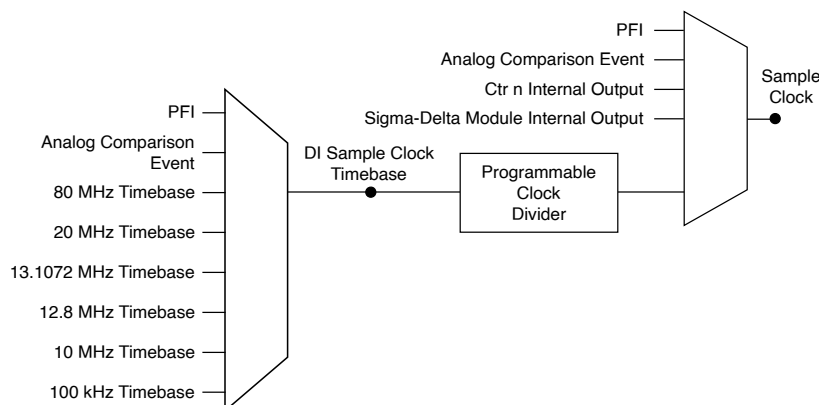 PFI
Analog Comparison Event
Ctr n Internal Output
Sigma-Delta Module Internal Output
Sample
Clock
PFI
Analog Comparison
Event
80 MHz Timebase
20 MHz Timebase
13.1072 MHz Timebase
12.8 MHz Timebase
10 MHz Timebase
100 kHz Timebase
DI Sample Clock
Timebase
Programmable
Clock
Divider